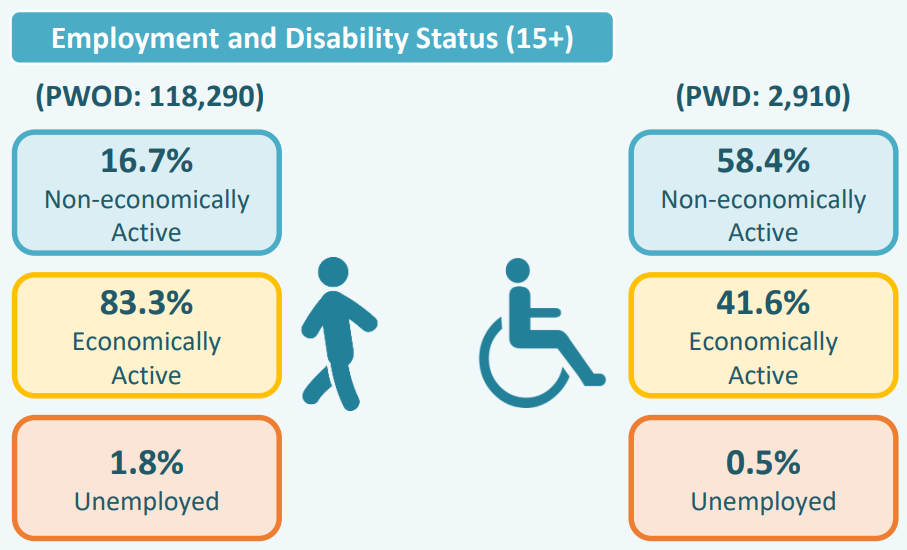 Employment and Disability Status (15+)
(PWOD: 118,290)
16.7%
Non-economically
Active
83.3%
Economically
Active
1.8%
Unemployed
(PWD: 2,910)
58.4%
Non-economically
Active
41.6%
Economically
Active
0.5%
Unemployed